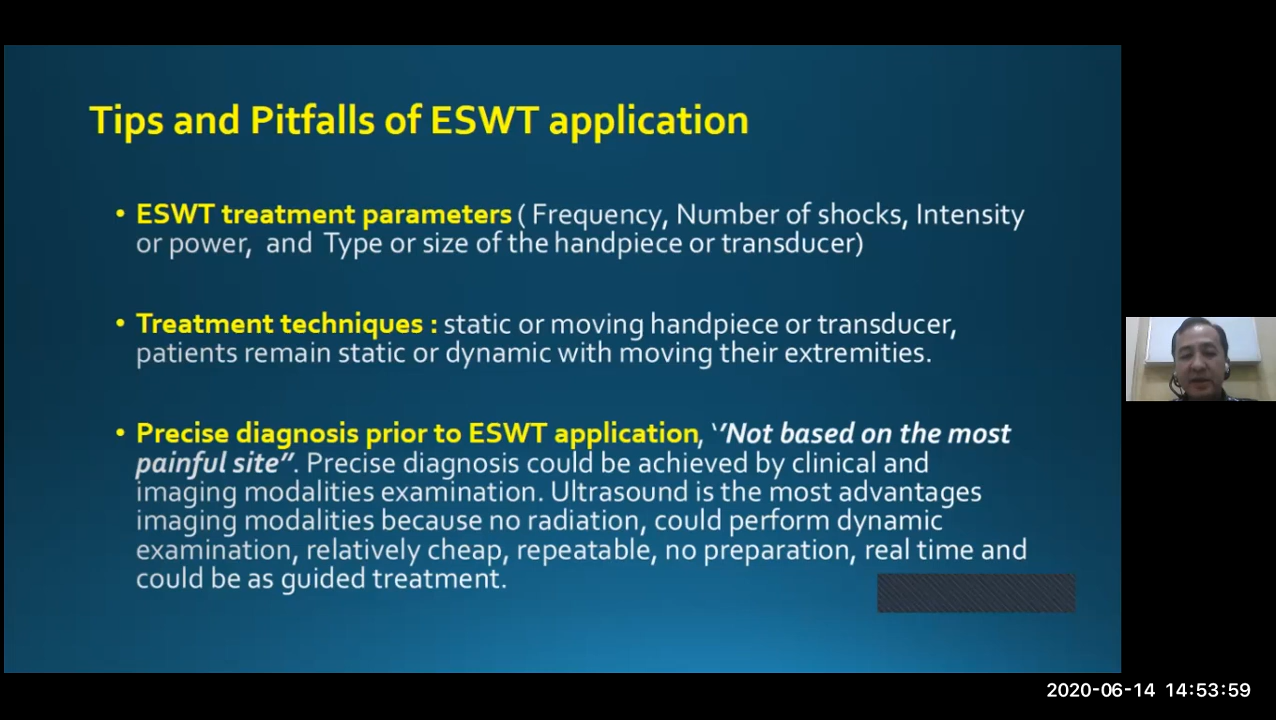 Tips and Pitfalls of ESWT application
• ESWT treatment parameters ( Frequency, Number of shocks, Intensity
or power,  and  Type or size of the handpiece or transducer)
• Treatment techniques : static or moving handpiece or transducer,
patients remain static or dynamic with moving their extremities.
• Precise diagnosis prior to ESWT application, ‘’Not based on the most
painful site”. Precise diagnosis could be achieved by clinical and
imaging modalities examination. Ultrasound is the most advantages
imaging modalities because no radiation, could perform dynamic
examination, relatively cheap, repeatable, no preparation, real time and
could be as guided treatment.
2020-06-14 14:53:59